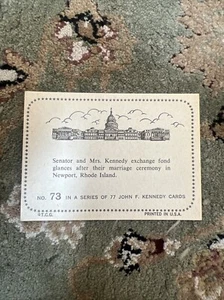 Senator and Mrs. Kennedy exchange fond
glances after their marriage ceremony in
Newport, Rhode Island.
NO. 73 IN A SERIES OF 77 JOHN F. KENNEDY CARDS
©T.C.G. PRINTED IN U.S.A.